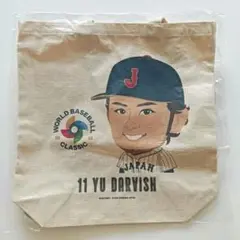 WORLD BASEBALL
CLASSIC
J
JAPAN
11 YU DARVISH